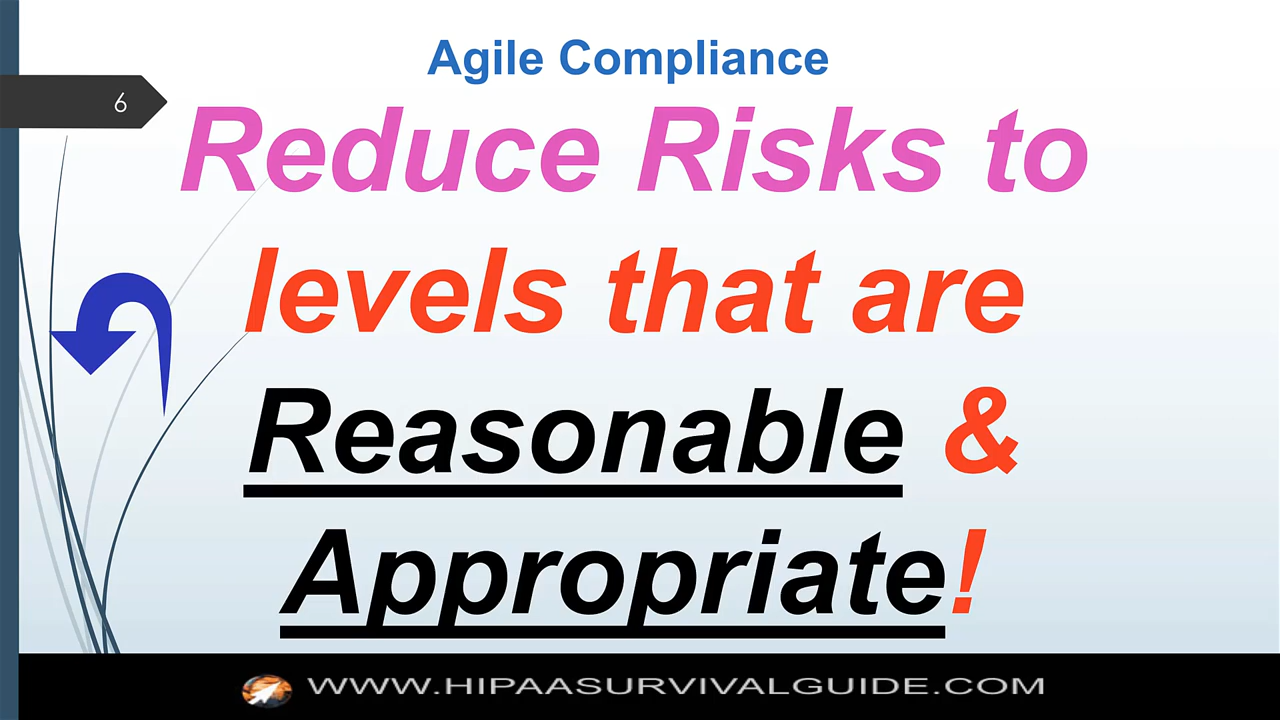 Agile Compliance
6
Reduce Risks to
levels that are
Reasonable &
Appropriate!
WWW.HIPAASURVIVALGUIDE.COM